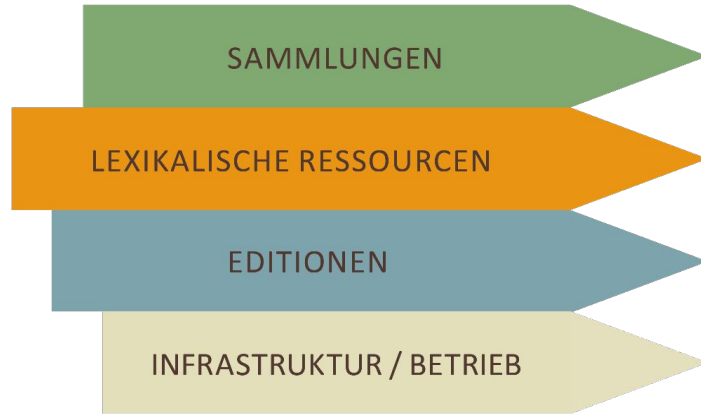 SAMMLUNGEN
LEXIKALISCHE RESSOURCEN
EDITIONEN
INFRASTRUKTUR / BETRIEB